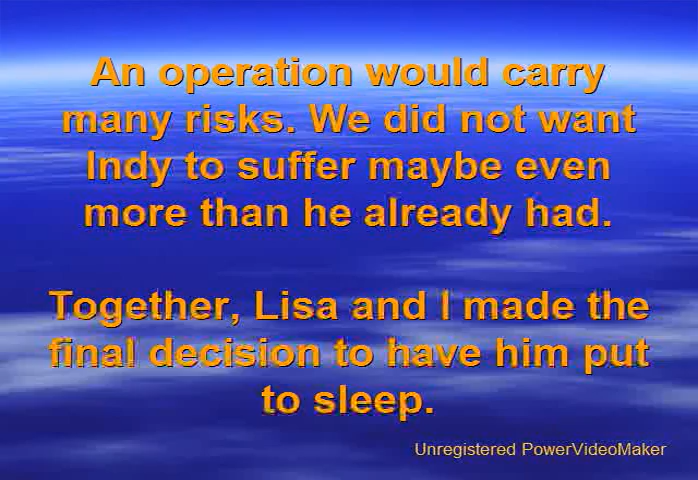 An operation would carry
many risks. We did not want
Indy to suffer maybe even
more than he already had.
Together, Lisa and I made the
final decision to have him put
to sleep.
Unregistered PowerVideoMaker